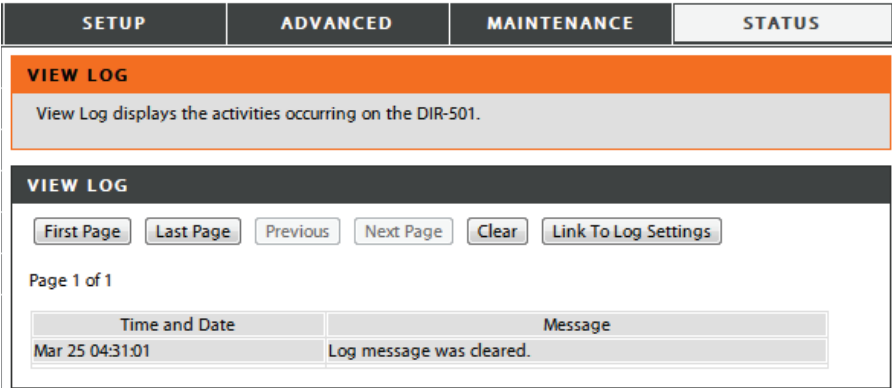 SETUP ADVANCED MAINTENANCE STATUS
VIEW LOG
View Log displays the activities occurring on the DIR-501.
VIEW LOG
First Page Last Page Previous Next Page Clear Link To Log Settings
Page 1 of 1
Time and Date Message
Mar 25 04:31:01 Log message was cleared.